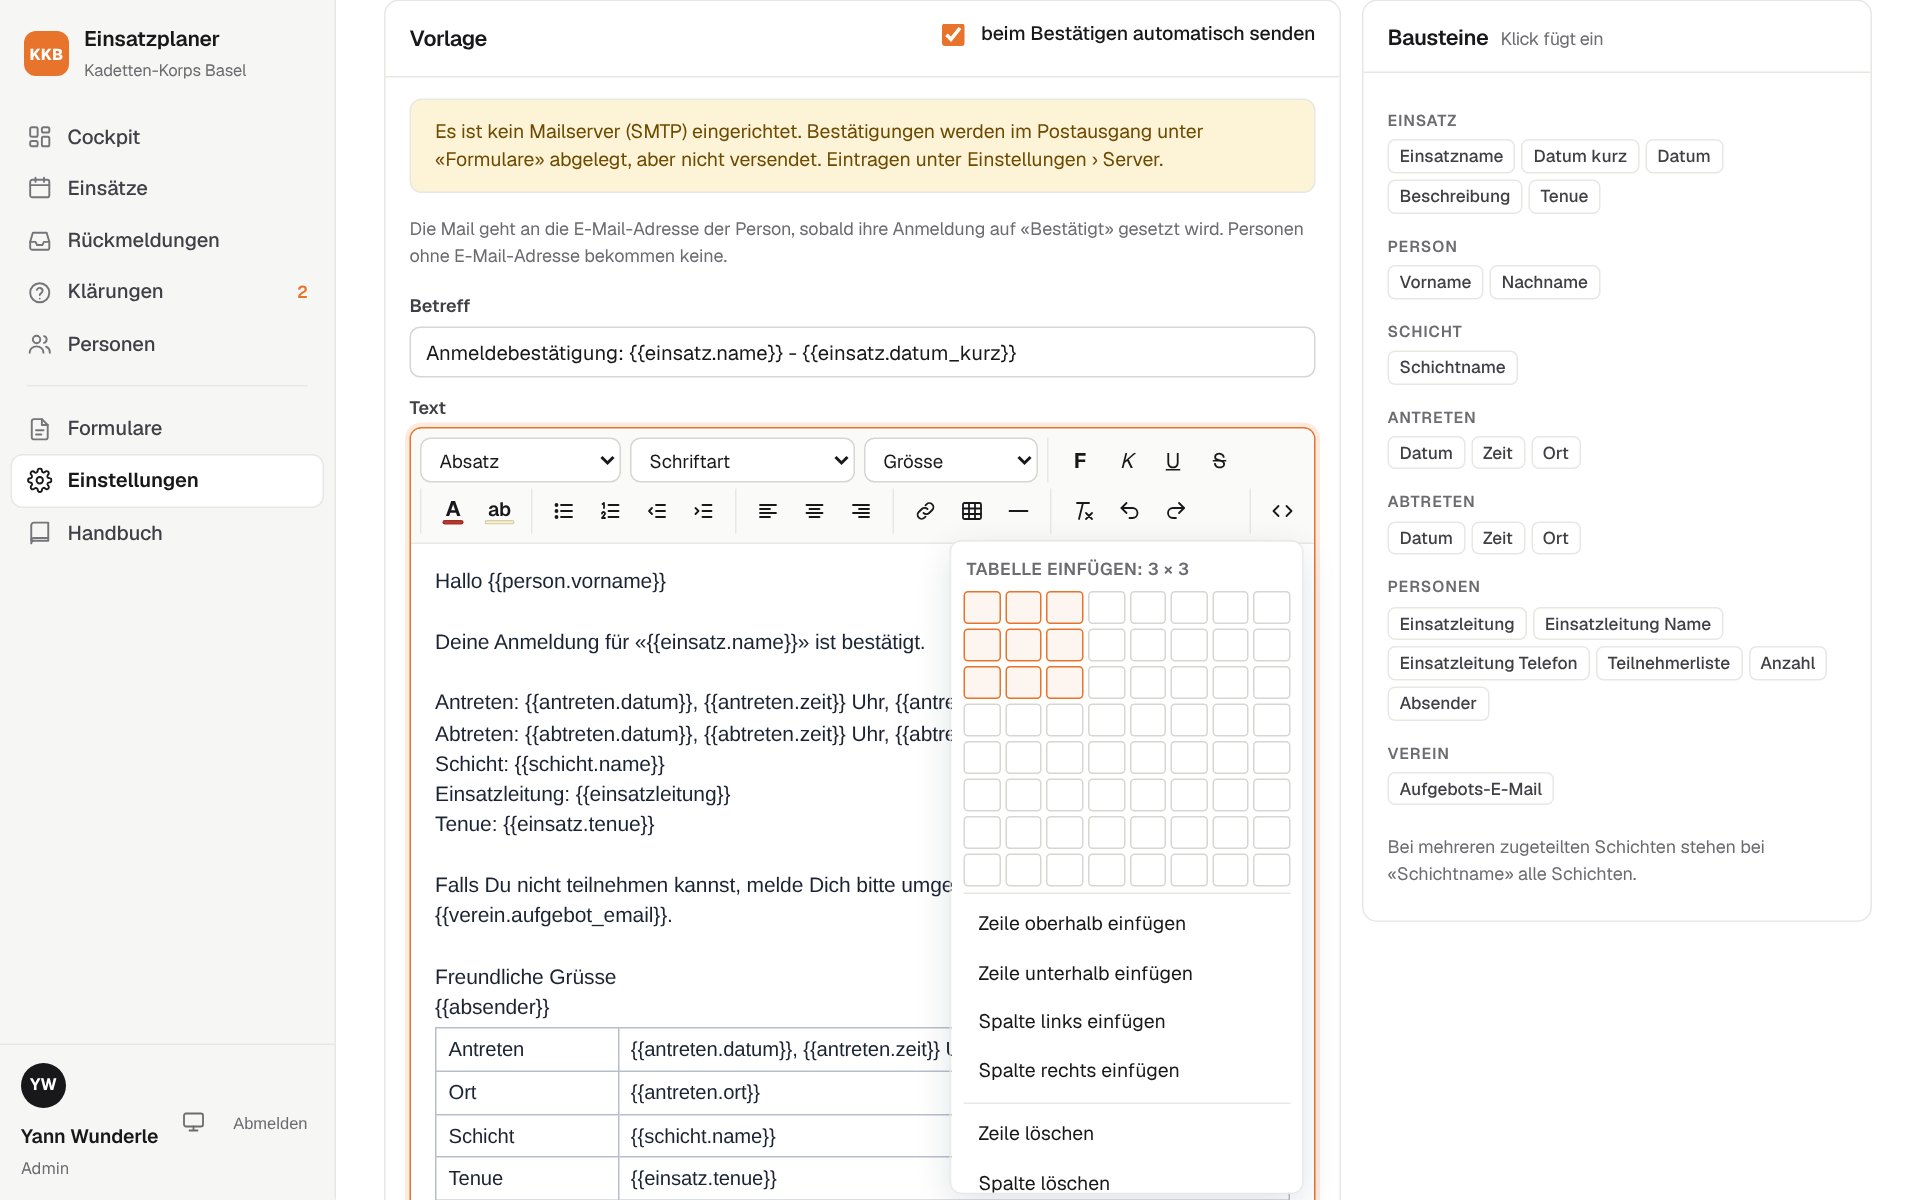 KKB
Einsatzplaner
Kadetten-Korps Basel
Cockpit
Einsätze
Rückmeldungen
Klärungen 2
Personen
Formulare
Einstellungen
Handbuch
YW
Yann Wunderle
Admin
Abmelden
Vorlage
beim Bestätigen automatisch senden
Es ist kein Mailserver (SMTP) eingerichtet. Bestätigungen werden im Postausgang unter
«Formulare» abgelegt, aber nicht versendet. Eintragen unter Einstellungen › Server.
Die Mail geht an die E-Mail-Adresse der Person, sobald ihre Anmeldung auf «Bestätigt» gesetzt wird. Personen
ohne E-Mail-Adresse bekommen keine.
Betreff
Anmeldebestätigung: {{einsatz.name}} - {{einsatz.datum_kurz}}
Text
Absatz Schriftart Grösse F K U S
A ab
Hallo {{person.vorname}}
Deine Anmeldung für «{{einsatz.name}}» ist bestätigt.
Antreten: {{antreten.datum}}, {{antreten.zeit}} Uhr, {{antre
Abtreten: {{abtreten.datum}}, {{abtreten.zeit}} Uhr, {{abtre
Schicht: {{schicht.name}}
Einsatzleitung: {{einsatzleitung}}
Tenue: {{einsatz.tenue}}
Falls Du nicht teilnehmen kannst, melde Dich bitte umge
{{verein.aufgebot_email}}.
Freundliche Grüsse
{{absender}}
Antreten {{antreten.datum}}, {{antreten.zeit}} U
Ort {{antreten.ort}}
Schicht {{schicht.name}}
Tenue {{einsatz.tenue}}
TABELLE EINFÜGEN: 3 × 3
Zeile oberhalb einfügen
Zeile unterhalb einfügen
Spalte links einfügen
Spalte rechts einfügen
Zeile löschen
Spalte löschen
Bausteine Klick fügt ein
EINSATZ
Einsatzname Datum kurz Datum
Beschreibung Tenue
PERSON
Vorname Nachname
SCHICHT
Schichtname
ANTRETEN
Datum Zeit Ort
ABTRETEN
Datum Zeit Ort
PERSONEN
Einsatzleitung Einsatzleitung Name
Einsatzleitung Telefon Teilnehmerliste Anzahl
Absender
VEREIN
Aufgebots-E-Mail
Bei mehreren zugeteilten Schichten stehen bei
«Schichtname» alle Schichten.